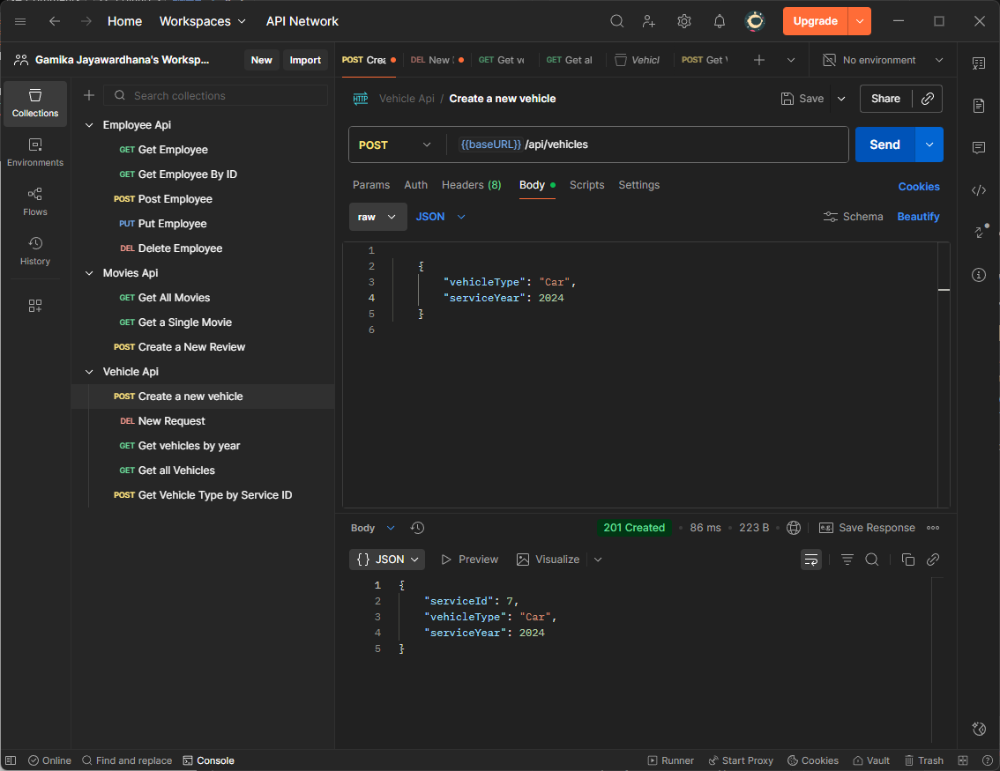 Home Workspaces API Network Upgrade
Gamika Jayawardhana's Worksp... New Import
POST Crea DEL New GET Get ve GET Get al Vehicl POST Get No environment
Collections
Environments
Flows
History
Search collections
Employee Api
GET Get Employee
GET Get Employee By ID
POST Post Employee
PUT Put Employee
DEL Delete Employee
Movies Api
GET Get All Movies
GET Get a Single Movie
POST Create a New Review
Vehicle Api
POST Create a new vehicle
DEL New Request
GET Get vehicles by year
GET Get all Vehicles
POST Get Vehicle Type by Service ID
HTTP Vehicle Api / Create a new vehicle Save Share
POST {{baseURL}} /api/vehicles Send
Params Auth Headers (8) Body Scripts Settings Cookies
raw JSON Schema Beautify
1
2 {
3 "vehicleType": "Car",
4 "serviceYear": 2024
5 }
6
Body 201 Created 86 ms 223 B e.g. Save Response
{} JSON Preview Visualize
1 {
2 "serviceId": 7,
3 "vehicleType": "Car",
4 "serviceYear": 2024
5 }
Online Find and replace Console Runner Start Proxy Cookies Vault Trash